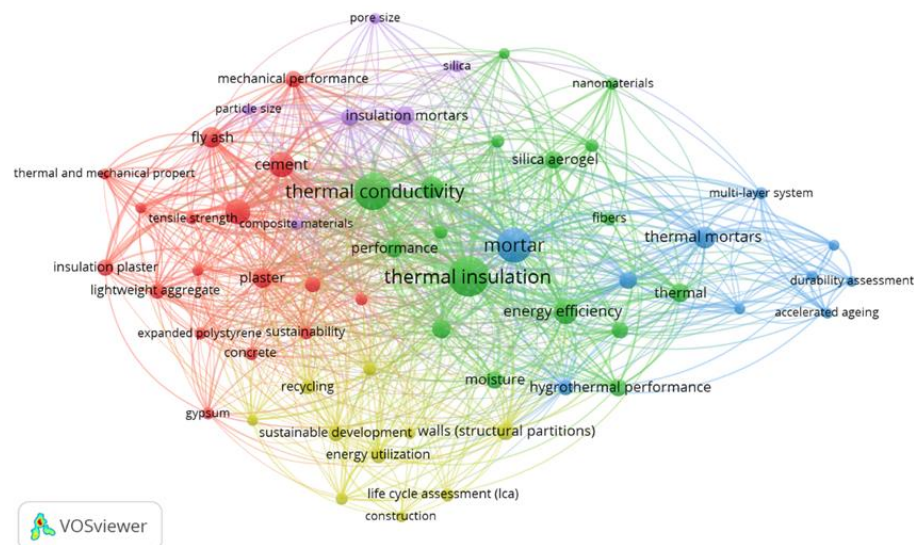 pore size
silica
mechanical performance
nanomaterials
particle size
insulation mortars
fly ash
cement
silica aerogel
thermal and mechanical propert
thermal conductivity
multi-layer system
tensile strength
composite materials
fibers
performance
mortar
thermal mortars
insulation plaster
plaster
thermal insulation
durability assessment
lightweight aggregate
thermal
energy efficiency
accelerated ageing
expanded polystyrene
sustainability
concrete
recycling
moisture
hygrothermal performance
gypsum
sustainable development
walls (structural partitions)
energy utilization
life cycle assessment (lca)
construction
VOSviewer